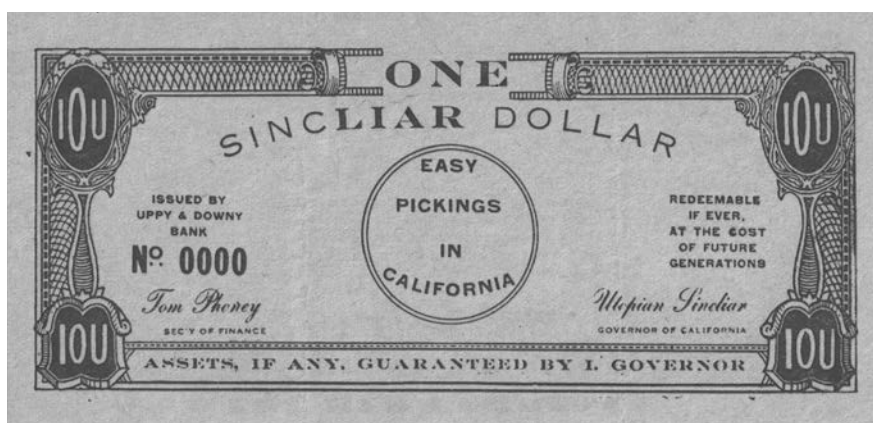 IOU
ONE
IOU
SINCLIAR DOLLAR
EASY
PICKINGS
IN
CALIFORNIA
ISSUED BY
UPPY & DOWNY
BANK
Nº 0000
Tom Phoney
SEC'Y OF FINANCE
REDEEMABLE
IF EVER,
AT THE COST
OF FUTURE
GENERATIONS
Utopian Sincliar
GOVERNOR OF CALIFORNIA
IOU
ASSETS, IF ANY, GUARANTEED BY I. GOVERNOR
IOU